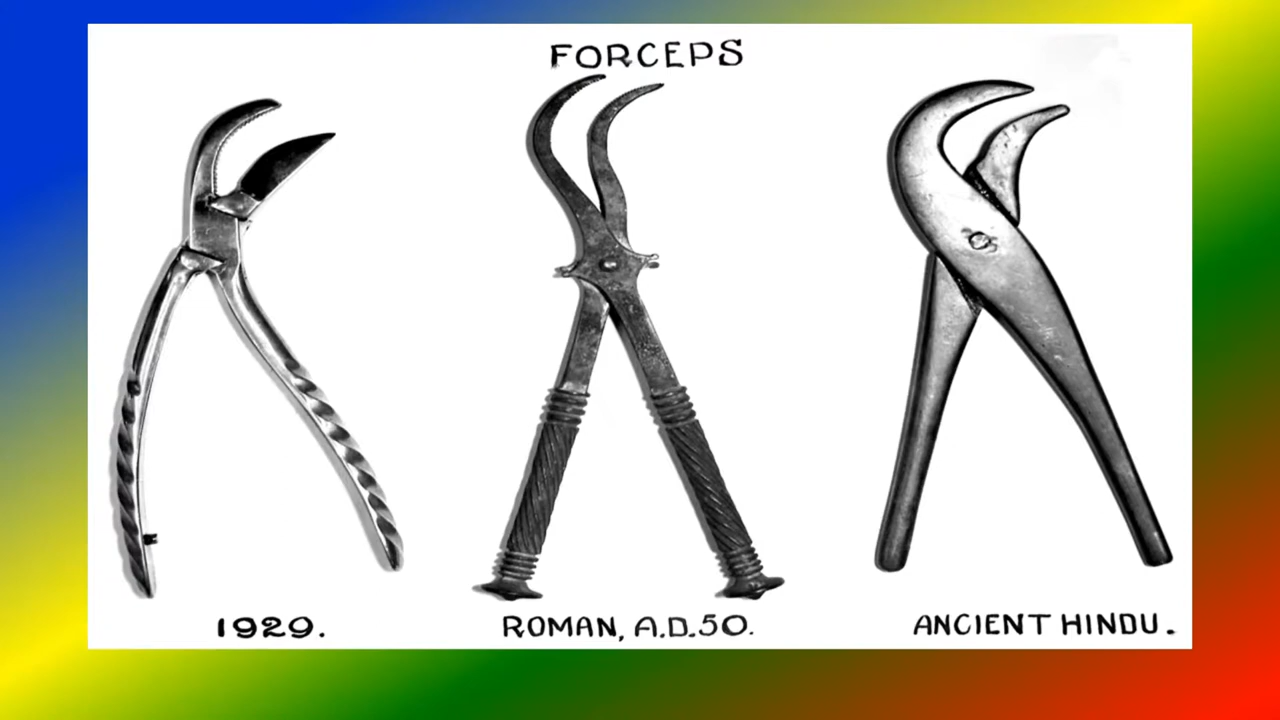 FORCEPS
1929.
ROMAN, A.D.50.
ANCIENT HINDU.